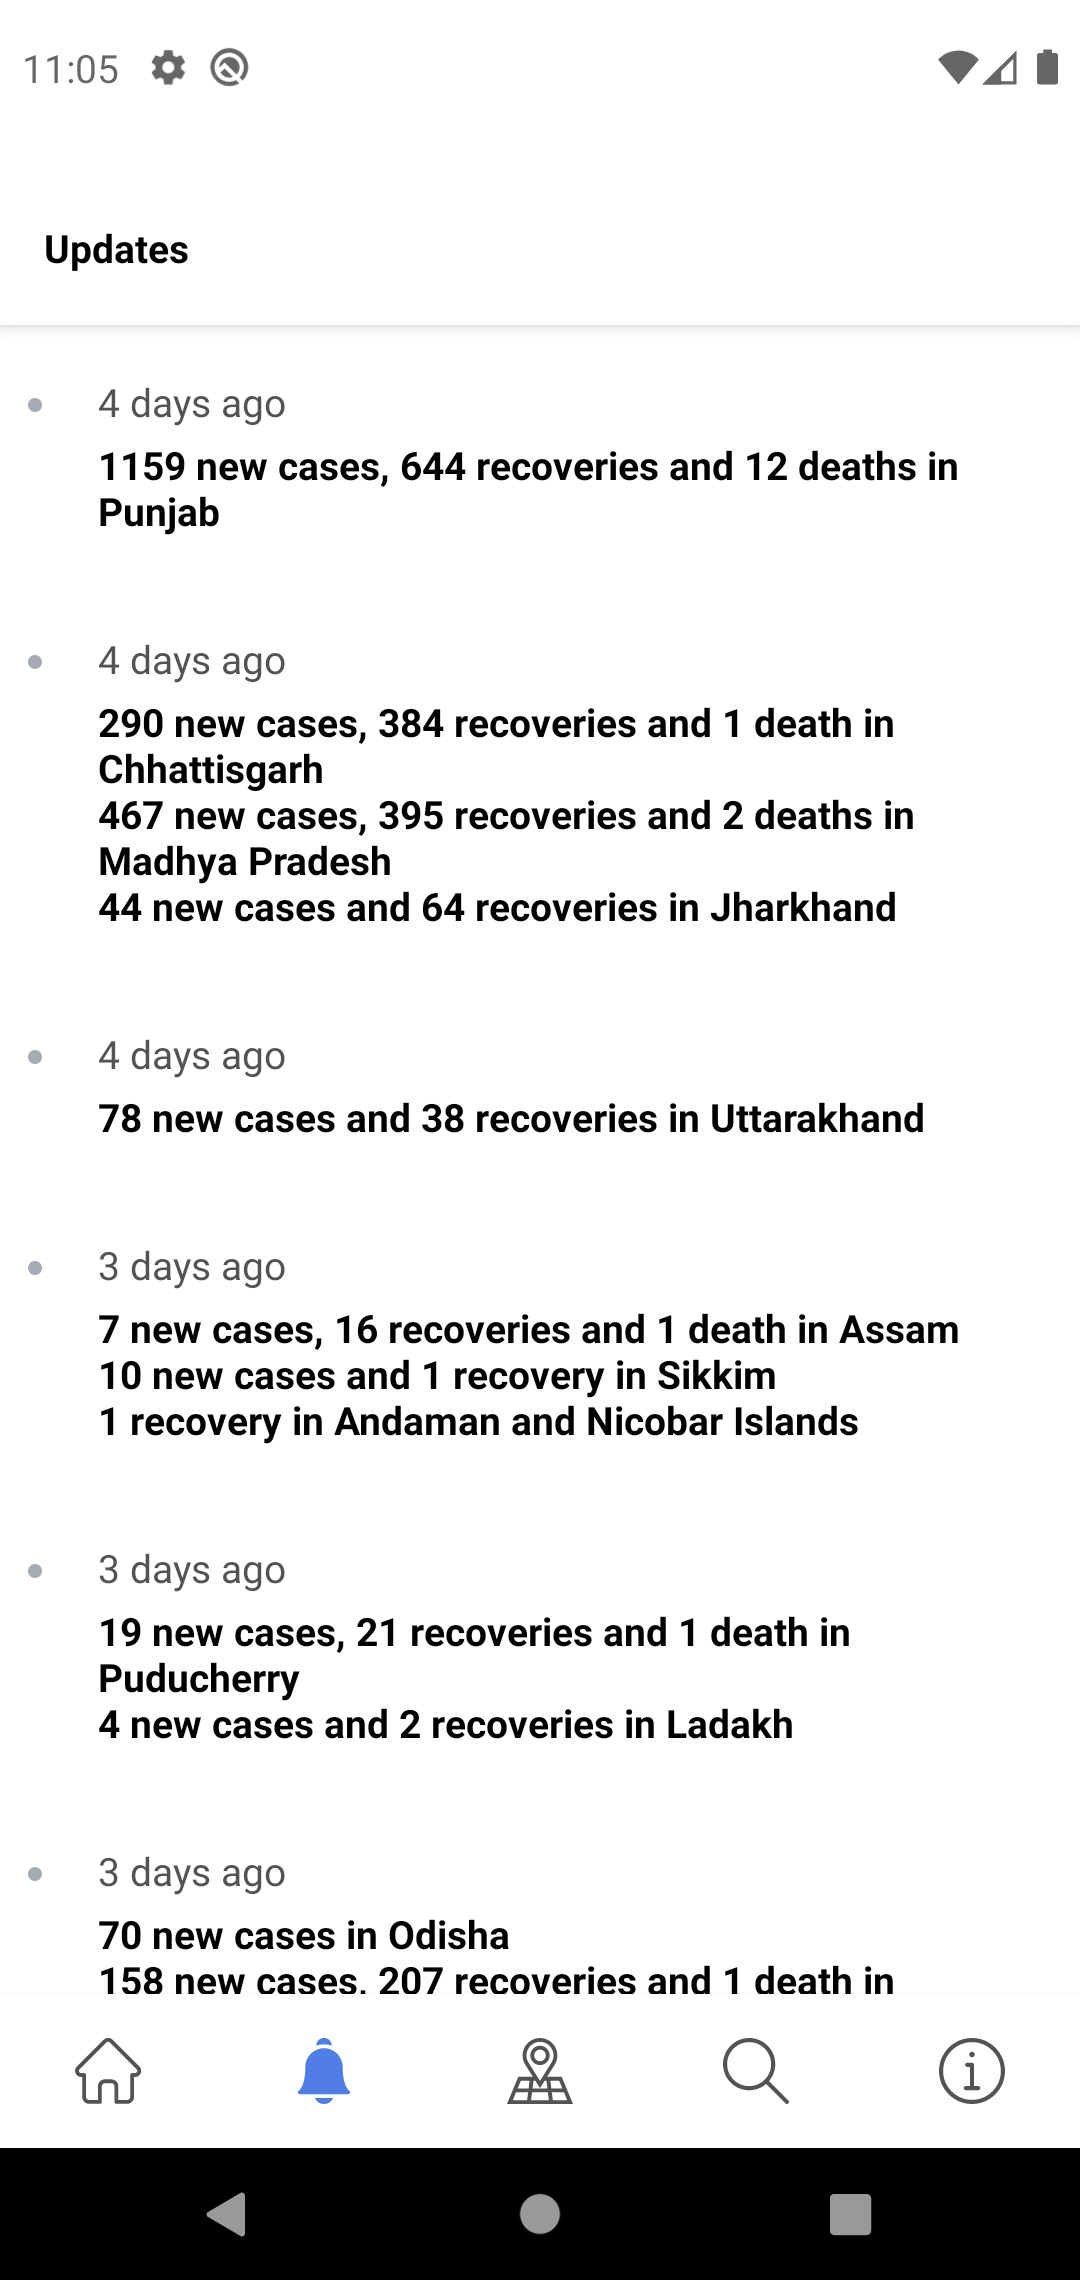 11:05
Updates
4 days ago
1159 new cases, 644 recoveries and 12 deaths in
Punjab
4 days ago
290 new cases, 384 recoveries and 1 death in
Chhattisgarh
467 new cases, 395 recoveries and 2 deaths in
Madhya Pradesh
44 new cases and 64 recoveries in Jharkhand
4 days ago
78 new cases and 38 recoveries in Uttarakhand
3 days ago
7 new cases, 16 recoveries and 1 death in Assam
10 new cases and 1 recovery in Sikkim
1 recovery in Andaman and Nicobar Islands
3 days ago
19 new cases, 21 recoveries and 1 death in
Puducherry
4 new cases and 2 recoveries in Ladakh
3 days ago
70 new cases in Odisha
158 new cases, 207 recoveries and 1 death in